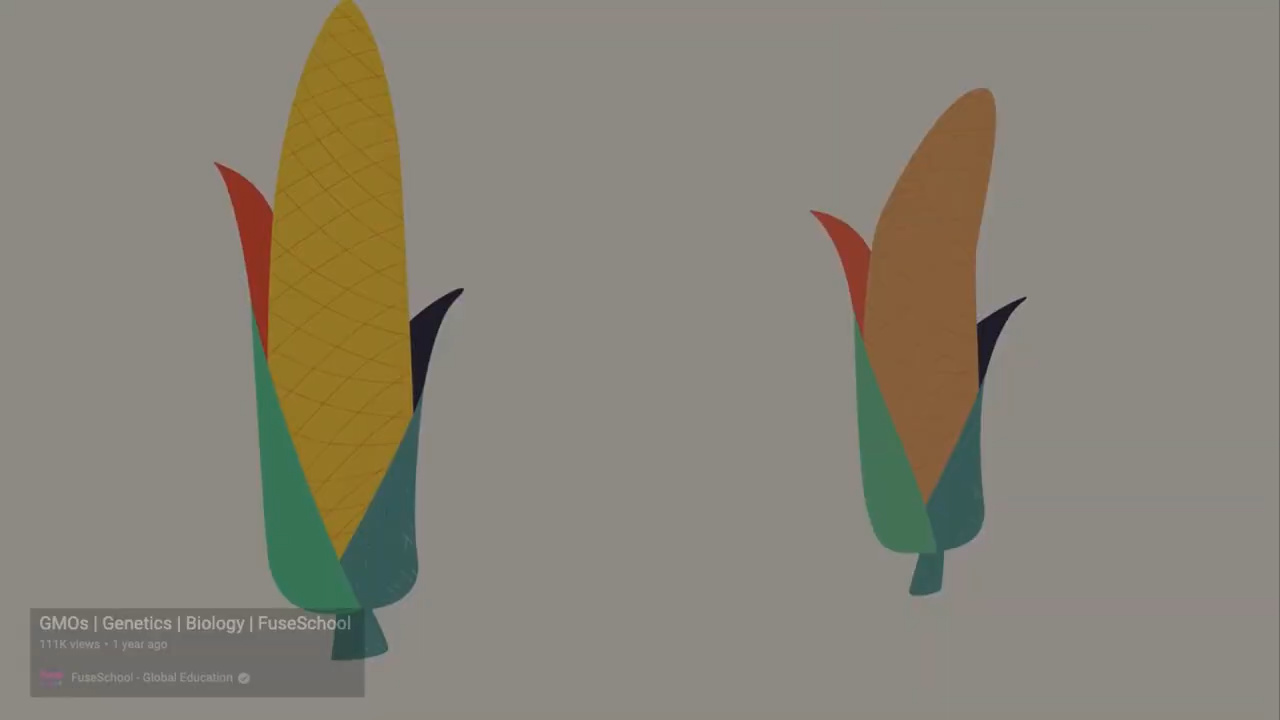 GMOs | Genetics | Biology | FuseSchool
111K views • 1 year ago
FuseSchool - Global Education